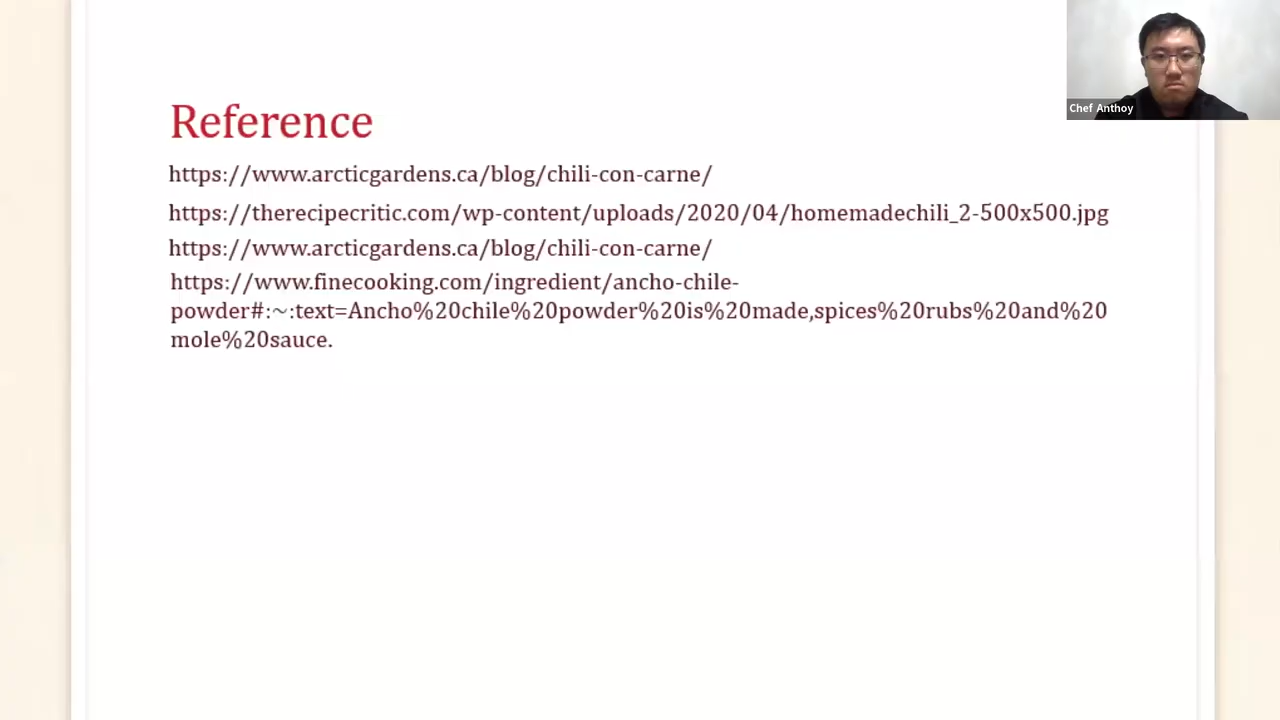 Chef Anthoy
Reference
https://www.arcticgardens.ca/blog/chili-con-carne/
https://therecipecritic.com/wp-content/uploads/2020/04/homemadechili_2-500x500.jpg
https://www.arcticgardens.ca/blog/chili-con-carne/
https://www.finecooking.com/ingredient/ancho-chile-
powder#:~:text=Ancho%20chile%20powder%20is%20made,spices%20rubs%20and%20
mole%20sauce.